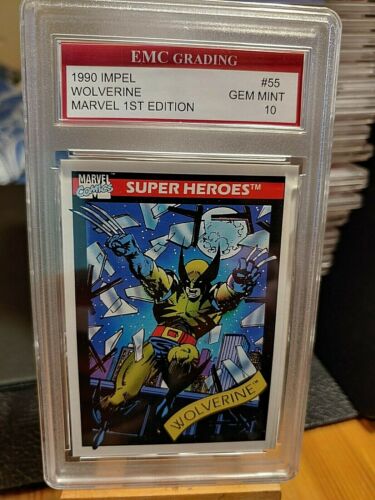 EMC GRADING
1990 IMPEL #55
WOLVERINE GEM MINT
MARVEL 1ST EDITION 10
MARVEL
COMICS
SUPER HEROES™
WOLVERINE™